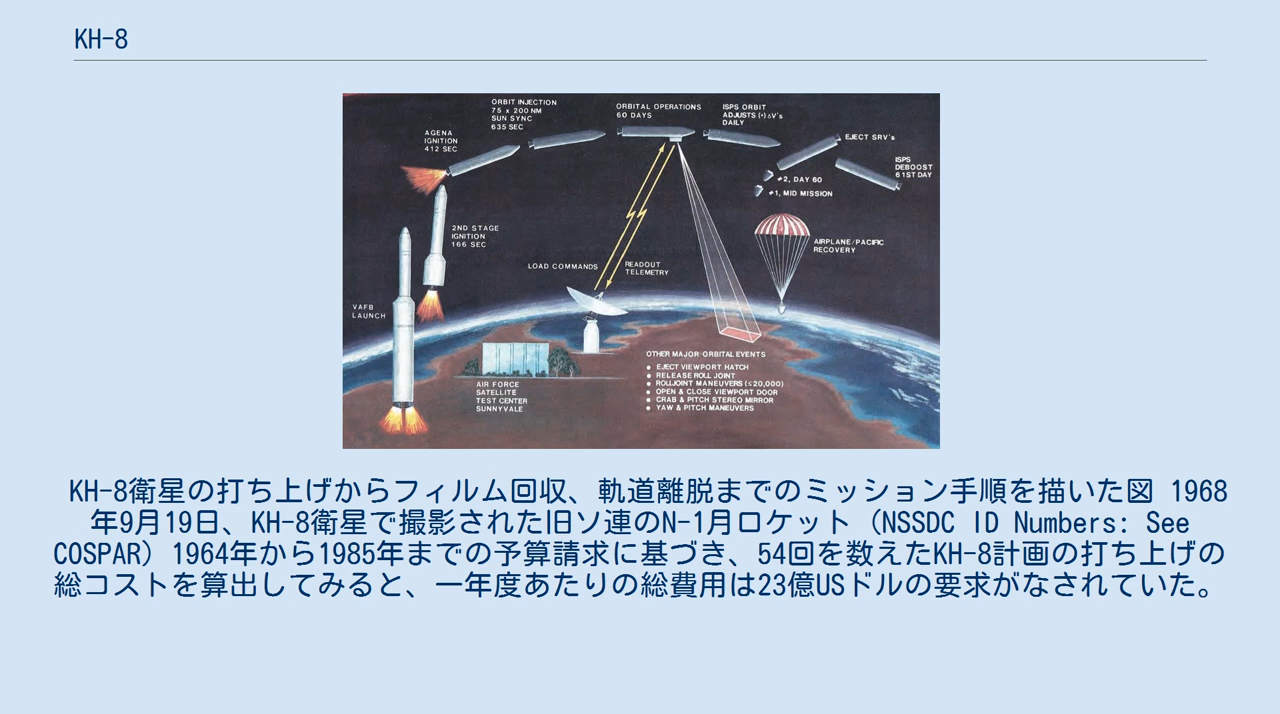 KH-8
ORBIT INJECTION
75 x 200 NM
SUN SYNC
635 SEC
ORBITAL OPERATIONS
60 DAYS
ISPS ORBIT
ADJUSTS (+) ΔV's
DAILY
AGENA
IGNITION
412 SEC
EJECT SRV's
ISPS
DEBOOST
61ST DAY
#2, DAY 60
#1, MID MISSION
2ND STAGE
IGNITION
166 SEC
AIRPLANE/PACIFIC
RECOVERY
LOAD COMMANDS
READOUT
TELEMETRY
VAFB
LAUNCH
OTHER MAJOR ORBITAL EVENTS
● EJECT VIEWPORT HATCH
● RELEASE ROLL JOINT
● ROLLJOINT MANEUVERS (≤20,000)
● OPEN & CLOSE VIEWPORT DOOR
● CRAB & PITCH STEREO MIRROR
● YAW & PITCH MANEUVERS
AIR FORCE
SATELLITE
TEST CENTER
SUNNYVALE
KH-8衛星の打ち上げからフィルム回収、軌道離脱までのミッション手順を描いた図 1968
年9月19日、KH-8衛星で撮影された旧ソ連のN-1月ロケット（NSSDC ID Numbers: See
COSPAR）1964年から1985年までの予算請求に基づき、54回を数えたKH-8計画の打ち上げの
総コストを算出してみると、一年度あたりの総費用は23億USドルの要求がなされていた。